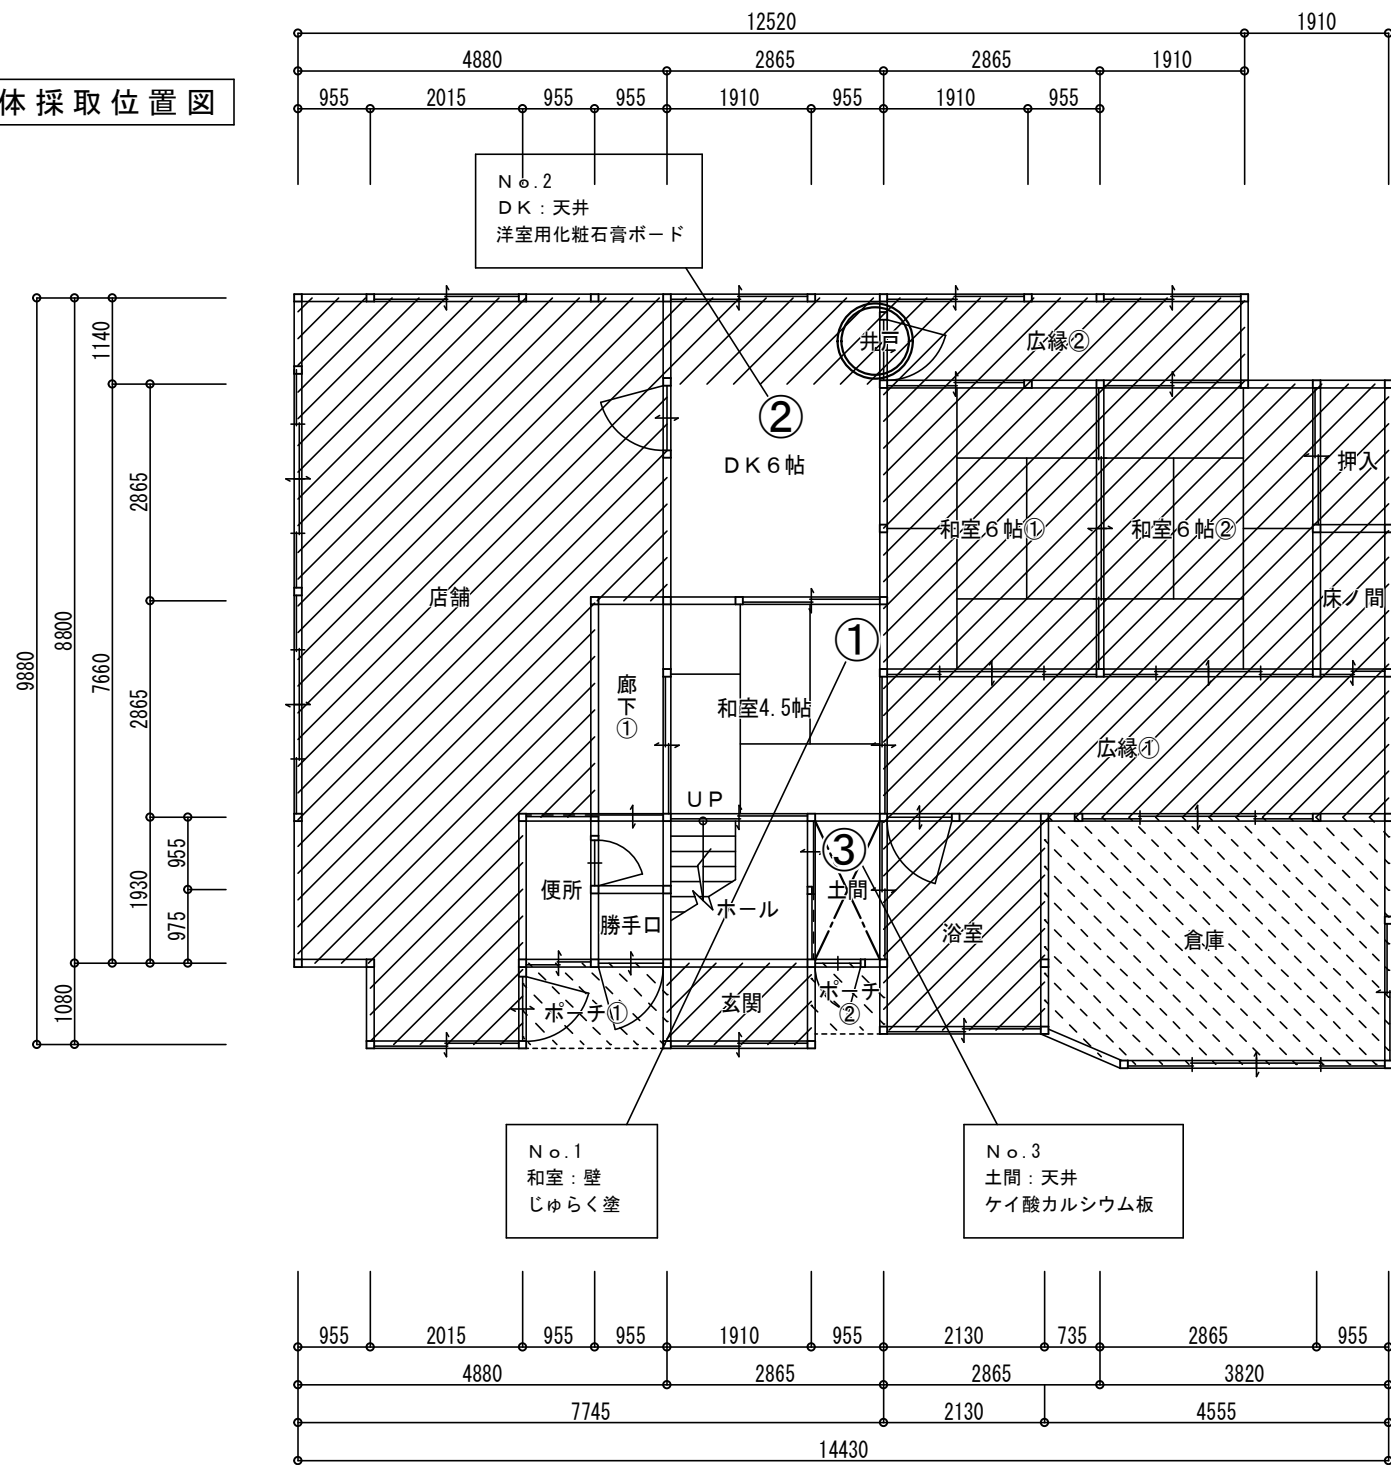 12520 1910
4880 2865 2865 1910
955 2015 955 955 1910 955 1910 955
体採取位置図
No.2
DK：天井
洋室用化粧石膏ボード
井戸
広縁②
②
DK6帖
押入
和室6帖①
和室6帖②
店舗
床ノ間
①
廊下①
和室4.5帖
広縁①
UP
③
便所
土間
勝手口
ホール
浴室
倉庫
ポーチ①
玄関
ポーチ
②
1140
2865
8800
9880
7660
2865
955
1930
975
1080
No.1
和室：壁
じゅらく塗
No.3
土間：天井
ケイ酸カルシウム板
955 2015 955 955 1910 955 2130 735 2865 955
4880 2865 2865 3820
7745 2130 4555
14430